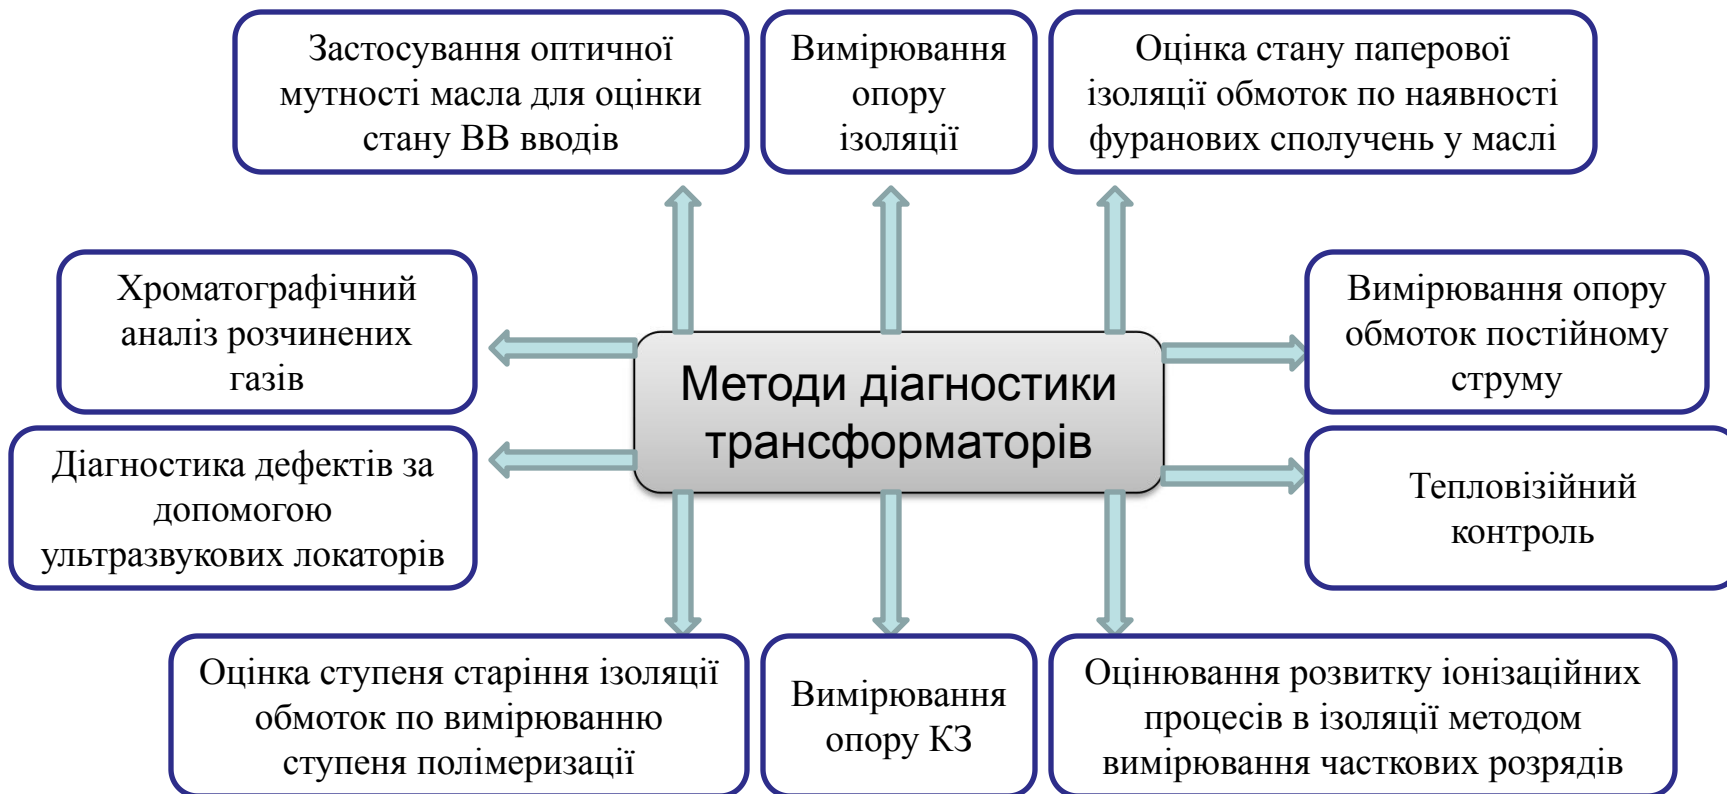 Застосування оптичної
мутності масла для оцінки
стану ВВ вводів
Вимірювання
опору
ізоляції
Оцінка стану паперової
ізоляції обмоток по наявності
фуранових сполучень у маслі
Хроматографічний
аналіз розчинених
газів
Вимірювання опору
обмоток постійному
струму
Методи діагностики
трансформаторів
Діагностика дефектів за
допомогою
ультразвукових локаторів
Тепловізійний
контроль
Оцінка ступеня старіння ізоляції
обмоток по вимірюванню
ступеня полімеризації
Вимірювання
опору КЗ
Оцінювання розвитку іонізаційних
процесів в ізоляції методом
вимірювання часткових розрядів